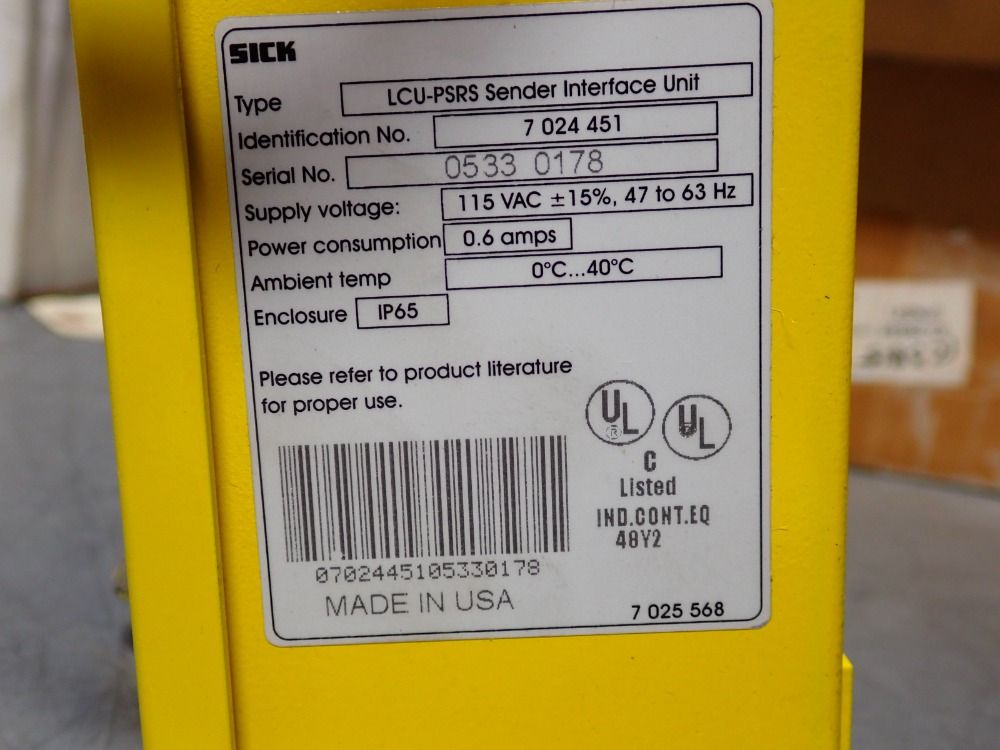 SICK
Type LCU-PSRS Sender Interface Unit
Identification No. 7 024 451
Serial No. 0533 0178
Supply voltage: 115 VAC ±15%, 47 to 63 Hz
Power consumption 0.6 amps
Ambient temp 0°C...40°C
Enclosure IP65
Please refer to product literature
for proper use.
UL ® UL
C
Listed
IND.CONT.EQ
48Y2
0702445105330178
MADE IN USA
7 025 568